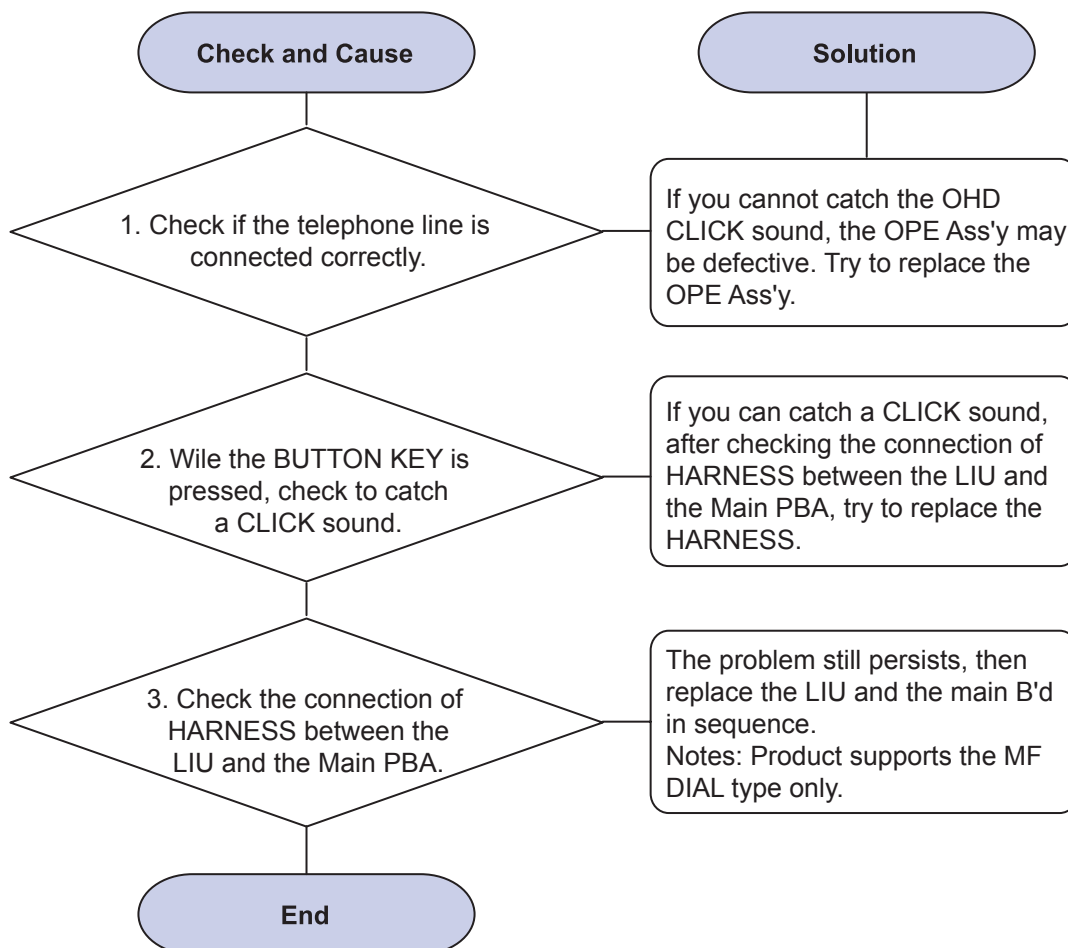 Check and Cause
Solution
1. Check if the telephone line is
connected correctly.
If you cannot catch the OHD
CLICK sound, the OPE Ass'y may
be defective. Try to replace the
OPE Ass'y.
2. Wile the BUTTON KEY is
pressed, check to catch
a CLICK sound.
If you can catch a CLICK sound,
after checking the connection of
HARNESS between the LIU and
the Main PBA, try to replace the
HARNESS.
3. Check the connection of
HARNESS between the
LIU and the Main PBA.
The problem still persists, then
replace the LIU and the main B'd
in sequence.
Notes: Product supports the MF
DIAL type only.
End